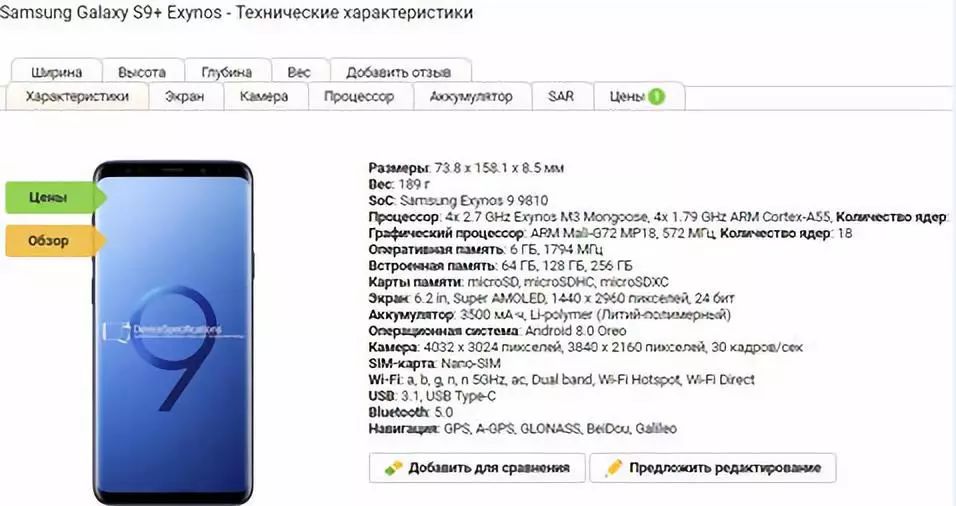 Samsung Galaxy S9+ Exynos - Технические характеристики
Ширина Высота Глубина Вес Добавить отзыв
Характеристики Экран Камера Процессор Аккумулятор SAR Цены 1
Цены
Обзор
9
DeviceSpecifications
Размеры: 73.8 x 158.1 x 8.5 мм
Вес: 189 г
SoC: Samsung Exynos 9 9810
Процессор: 4x 2.7 GHz Exynos M3 Mongoose, 4x 1.79 GHz ARM Cortex-A55, Количество ядер:
Графический процессор: ARM Mali-G72 MP18, 572 МГц, Количество ядер: 18
Оперативная память: 6 ГБ, 1794 МГц
Встроенная память: 64 ГБ, 128 ГБ, 256 ГБ
Карты памяти: microSD, microSDHC, microSDXC
Экран: 6.2 in, Super AMOLED, 1440 x 2960 пикселей, 24 бит
Аккумулятор: 3500 мА·ч, Li-polymer (Литий-полимерный)
Операционная система: Android 8.0 Oreo
Камера: 4032 x 3024 пикселей, 3840 x 2160 пикселей, 30 кадров/сек
SIM-карта: Nano-SIM
Wi-Fi: a, b, g, n, n 5GHz, ac, Dual band, Wi-Fi Hotspot, Wi-Fi Direct
USB: 3.1, USB Type-C
Bluetooth: 5.0
Навигация: GPS, A-GPS, GLONASS, BeiDou, Galileo
Добавить для сравнения Предложить редактирование